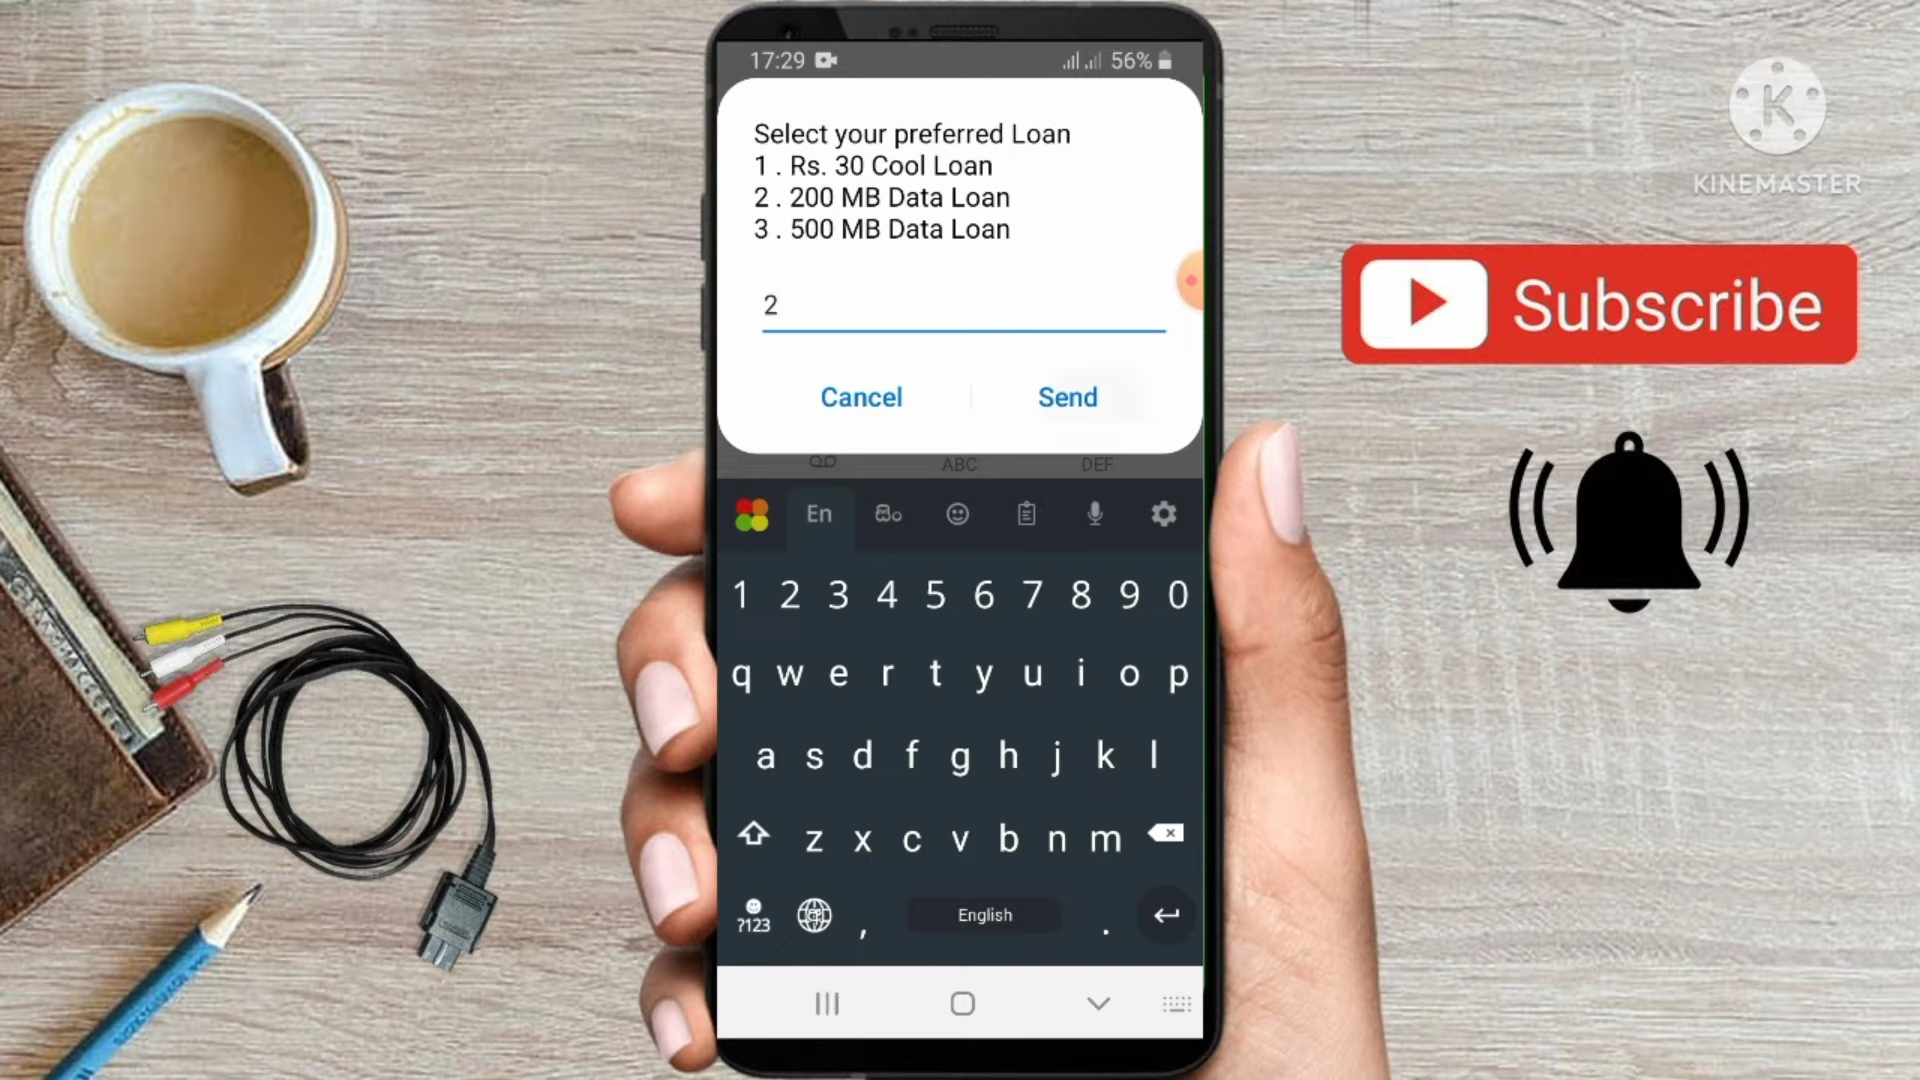 17:29
56%
KINEMASTER
Select your preferred Loan
1 . Rs. 30 Cool Loan
2 . 200 MB Data Loan
3 . 500 MB Data Loan
2
Cancel
Send
Subscribe
ABC
DEF
En
1 2 3 4 5 6 7 8 9 0
q w e r t y u i o p
a s d f g h j k l
z x c v b n m
?123
,
English
.